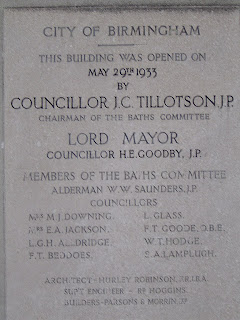 CITY OF BIRMINGHAM
THIS BUILDING WAS OPENED ON
MAY 29TH 1933
BY
COUNCILLOR J.C. TILLOTSON, J.P.
CHAIRMAN OF THE BATHS COMMITTEE
LORD MAYOR
COUNCILLOR H.E. GOODBY, J.P.
MEMBERS OF THE BATHS COMMITTEE
ALDERMAN W.W. SAUNDERS, J.P.
COUNCILLORS
MRS M.J. DOWNING. L. GLASS.
E.A. JACKSON. F.T. GOODE, O.B.E.
L.G.H. ALLDRIDGE. W.T. HODGE.
F.T. BEDDOES. S.A. LAMPLUGH.
ARCHITECT - HURLEY ROBINSON, F.R.I.B.A.
ENGINEER - HOGGINS.
BUILDERS - PARSONS & MORRIN,